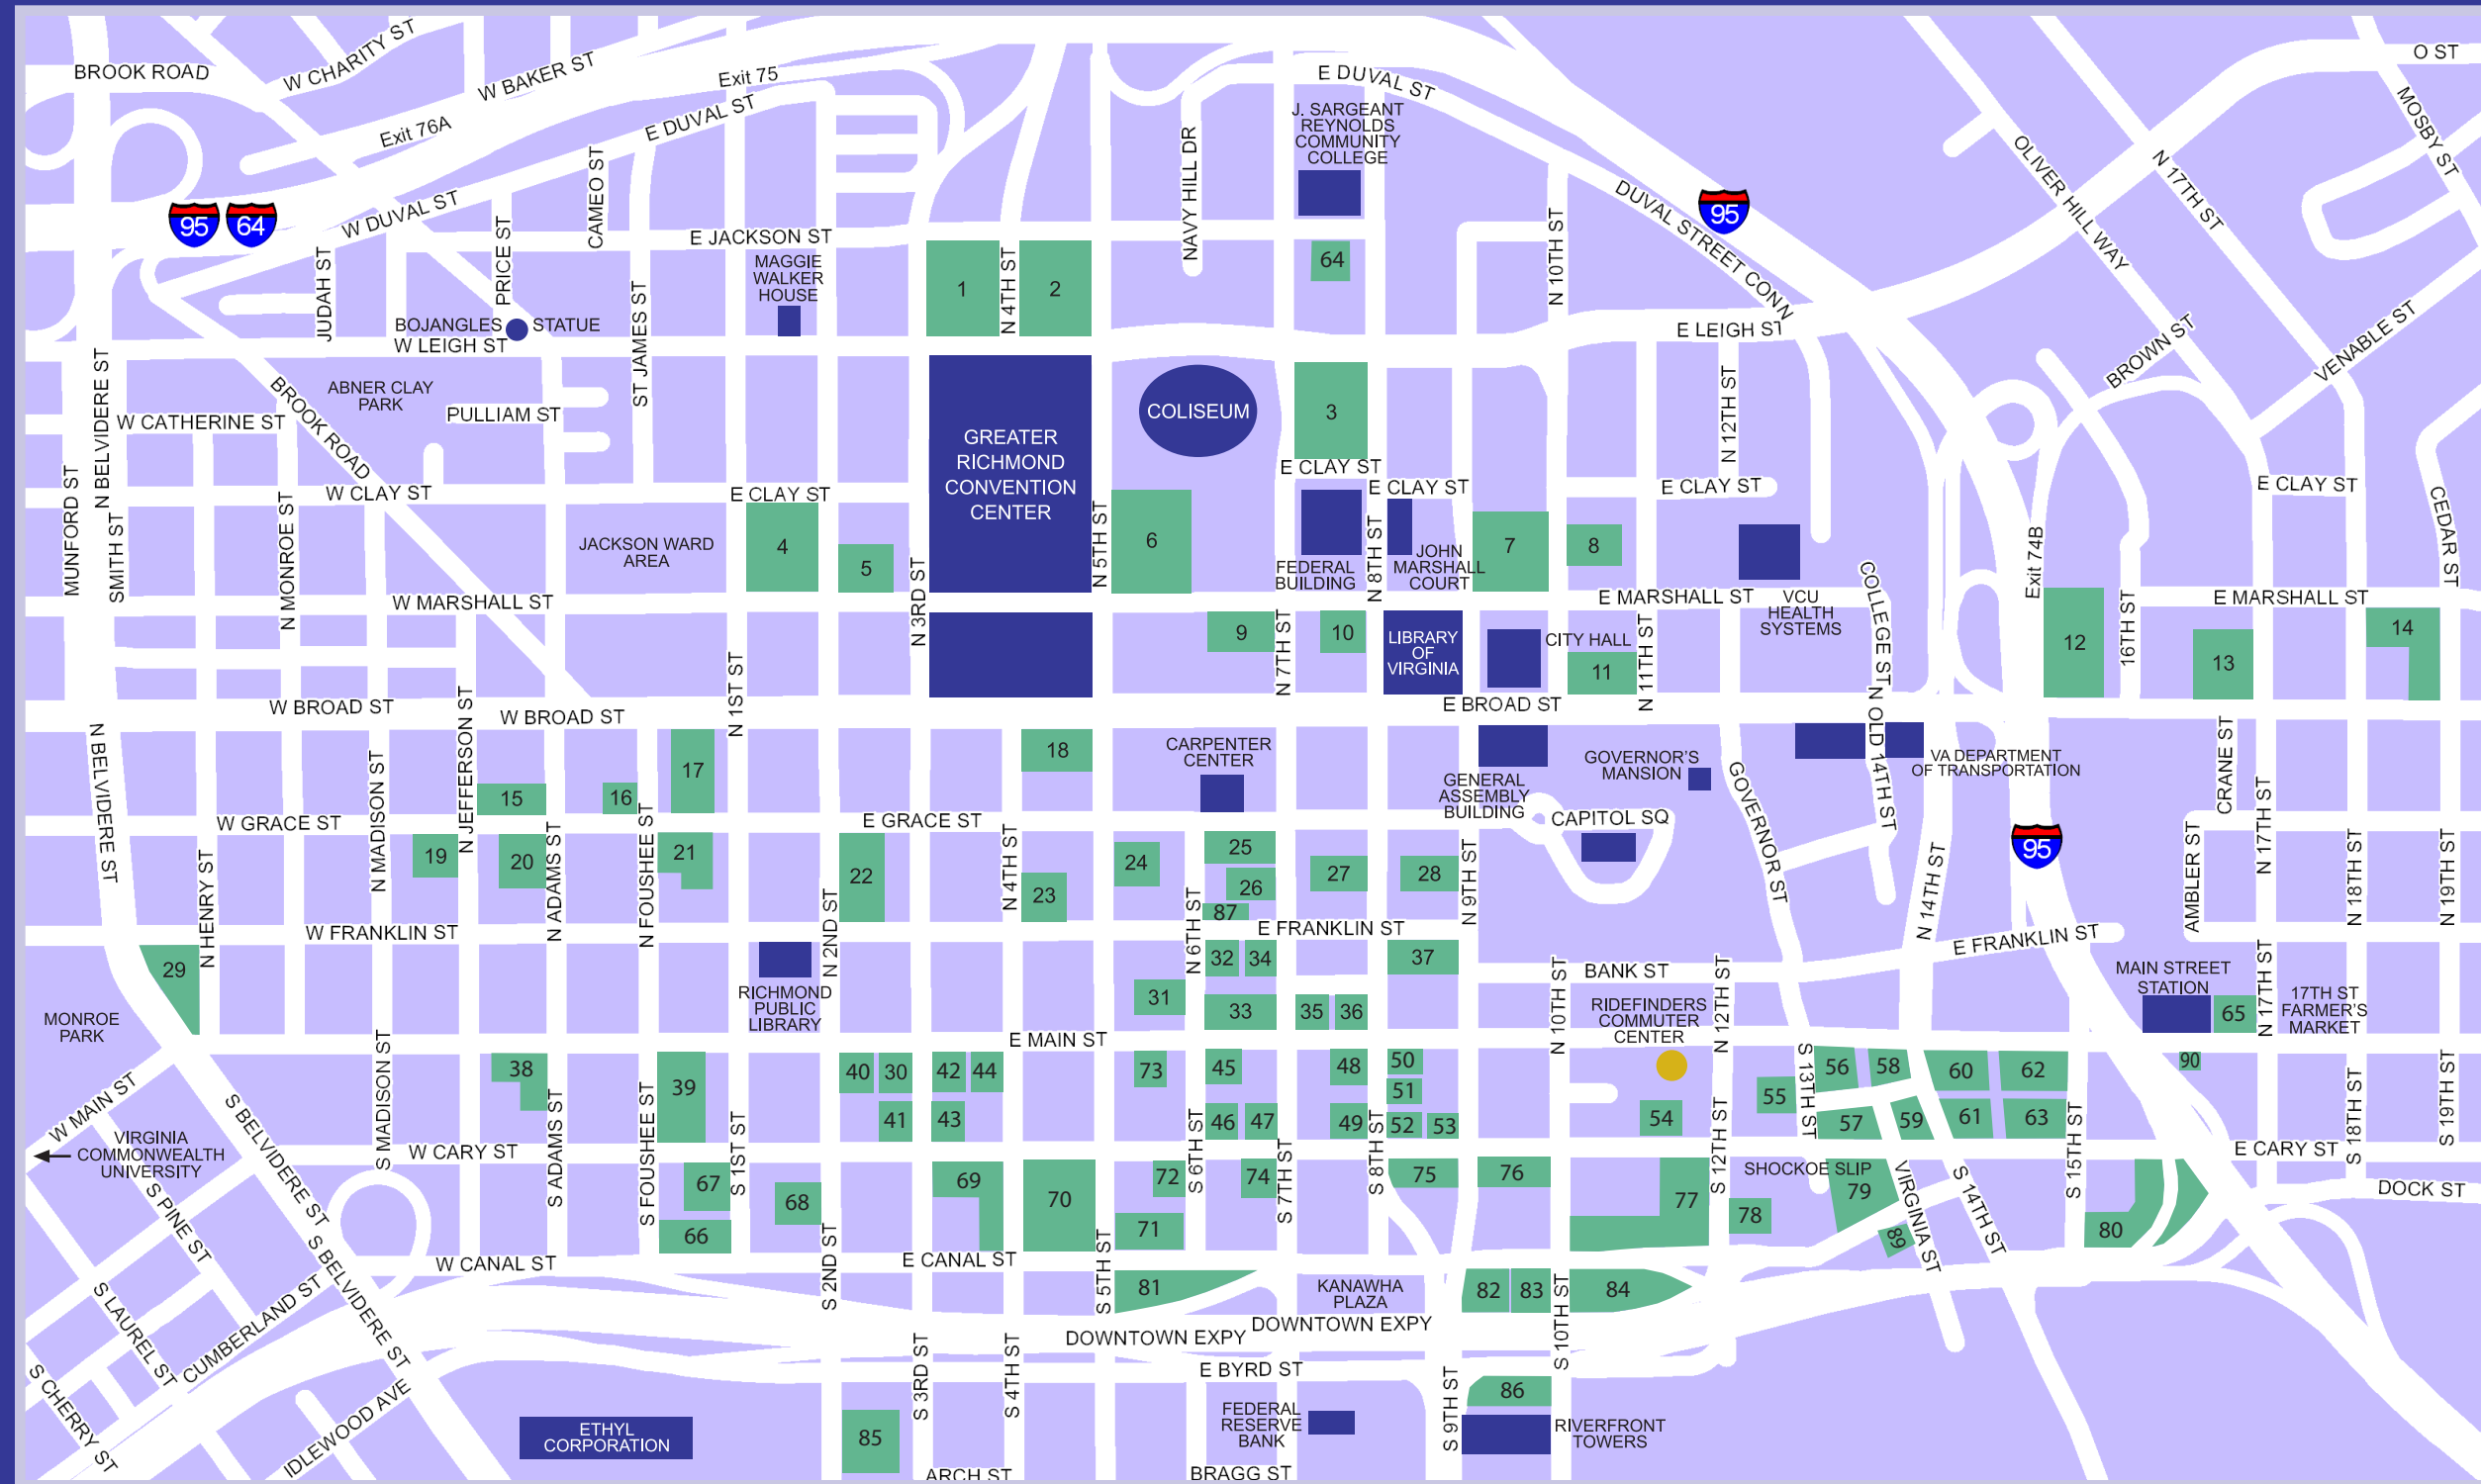 BROOK ROAD
W CHARITY ST
W BAKER ST
Exit 75
Exit 76A
E DUVAL ST
E DUVAL ST
O ST
MOSBY ST
J. SARGEANT
REYNOLDS
COMMUNITY
COLLEGE
NAVY HILL DR
CAMEO ST
OLIVER HILL WAY
N 17TH ST
DUVAL STREET CONN
95
64
95
W DUVAL ST
PRICE ST
JUDAH ST
E JACKSON ST
MAGGIE
WALKER
HOUSE
N 10TH ST
64
1
N 4TH ST
2
BOJANGLES
STATUE
W LEIGH ST
ST JAMES ST
E LEIGH ST
BROWN ST
VENABLE ST
N BELVIDERE ST
ABNER CLAY
PARK
BROOK ROAD
W CATHERINE ST
PULLIAM ST
COLISEUM
3
N 12TH ST
GREATER
RICHMOND
CONVENTION
CENTER
MUNFORD ST
SMITH ST
N MONROE ST
W CLAY ST
E CLAY ST
E CLAY ST
E CLAY ST
E CLAY ST
E CLAY ST
CEDAR ST
JACKSON WARD
AREA
4
5
N 3RD ST
N 5TH ST
6
FEDERAL
BUILDING
N 8TH ST
JOHN
MARSHALL
COURT
7
8
Exit 74B
COLLEGE ST
W MARSHALL ST
E MARSHALL ST
E MARSHALL ST
VCU
HEALTH
SYSTEMS
9
N 7TH ST
10
LIBRARY
OF
VIRGINIA
CITY HALL
11
N 11TH ST
12
16TH ST
13
14
N 1ST ST
W BROAD ST
W BROAD ST
E BROAD ST
N BELVIDERE ST
N MADISON ST
N JEFFERSON ST
15
16
17
18
CARPENTER
CENTER
GENERAL
ASSEMBLY
BUILDING
GOVERNOR'S
MANSION
N OLD 14TH ST
VA DEPARTMENT
OF TRANSPORTATION
CRANE ST
N 17TH ST
GOVERNOR ST
W GRACE ST
E GRACE ST
CAPITOL SQ
95
N HENRY ST
19
20
N ADAMS ST
N FOUSHEE ST
21
22
N 2ND ST
N 4TH ST
23
24
N 6TH ST
25
26
87
27
28
N 9TH ST
N 14TH ST
AMBLER ST
N 18TH ST
N 19TH ST
W FRANKLIN ST
E FRANKLIN ST
E FRANKLIN ST
29
RICHMOND
PUBLIC
LIBRARY
31
32
34
33
35
36
37
N 10TH ST
BANK ST
N 12TH ST
RIDEFINDERS
COMMUTER
CENTER
MAIN STREET
STATION
65
N 17TH ST
17TH ST
FARMER'S
MARKET
MONROE
PARK
E MAIN ST
W MAIN ST
S MADISON ST
38
39
40
30
42
44
41
43
73
45
46
47
48
49
50
51
52
53
54
55
S 13TH ST
56
58
57
59
60
62
61
63
90
VIRGINIA
COMMONWEALTH
UNIVERSITY
S BELVIDERE ST
W CARY ST
S ADAMS ST
S FOUSHEE ST
S 1ST ST
S 6TH ST
S 7TH ST
S 8TH ST
S 12TH ST
S 15TH ST
E CARY ST
S 18TH ST
S 19TH ST
DOCK ST
S PINE ST
67
68
66
69
70
71
72
74
75
76
77
78
SHOCKOE SLIP
79
89
VIRGINIA ST
S 14TH ST
80
S LAUREL ST
CUMBERLAND ST
S BELVIDERE ST
W CANAL ST
E CANAL ST
S 2ND ST
S 5TH ST
81
KANAWHA
PLAZA
82
83
S 10TH ST
84
DOWNTOWN EXPY
DOWNTOWN EXPY
S CHERRY ST
IDLEWOOD AVE
E BYRD ST
S 3RD ST
S 4TH ST
86
S 9TH ST
ETHYL
CORPORATION
85
FEDERAL
RESERVE
BANK
RIVERFRONT
TOWERS
ARCH ST
BRAGG ST